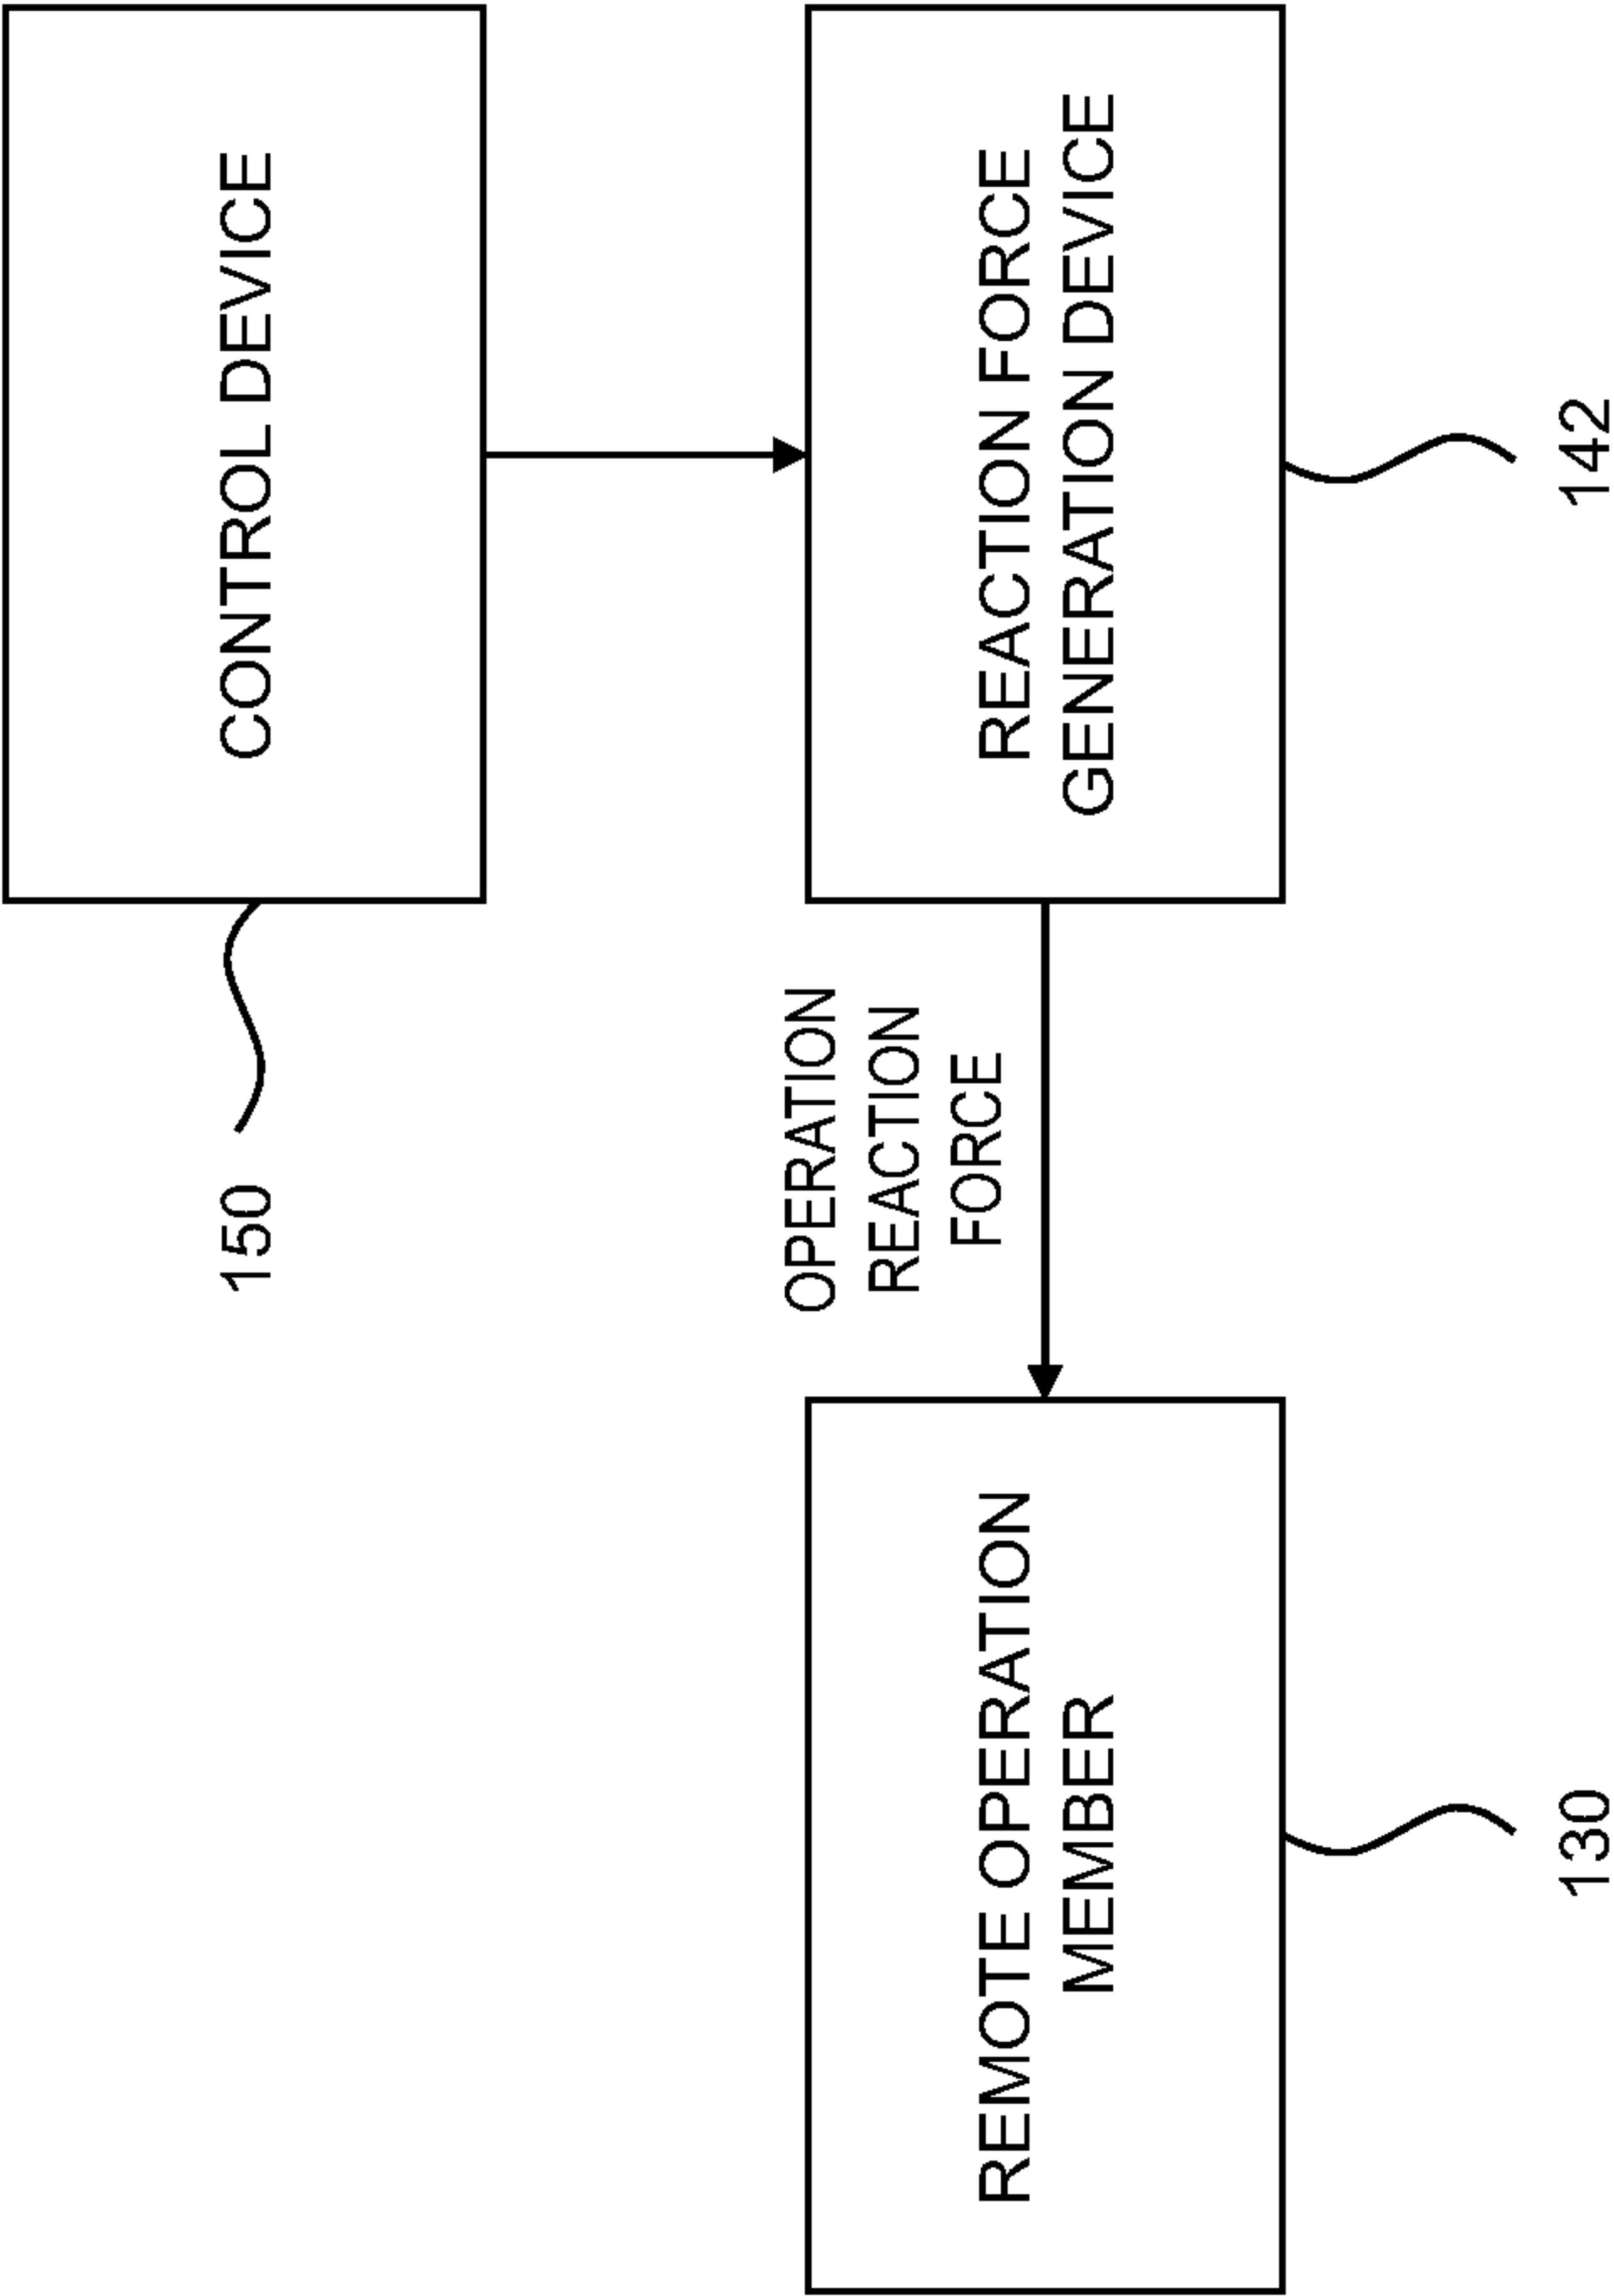 150
CONTROL DEVICE
OPERATION
REACTION
FORCE
REMOTE OPERATION
MEMBER
REACTION FORCE
GENERATION DEVICE
130
142